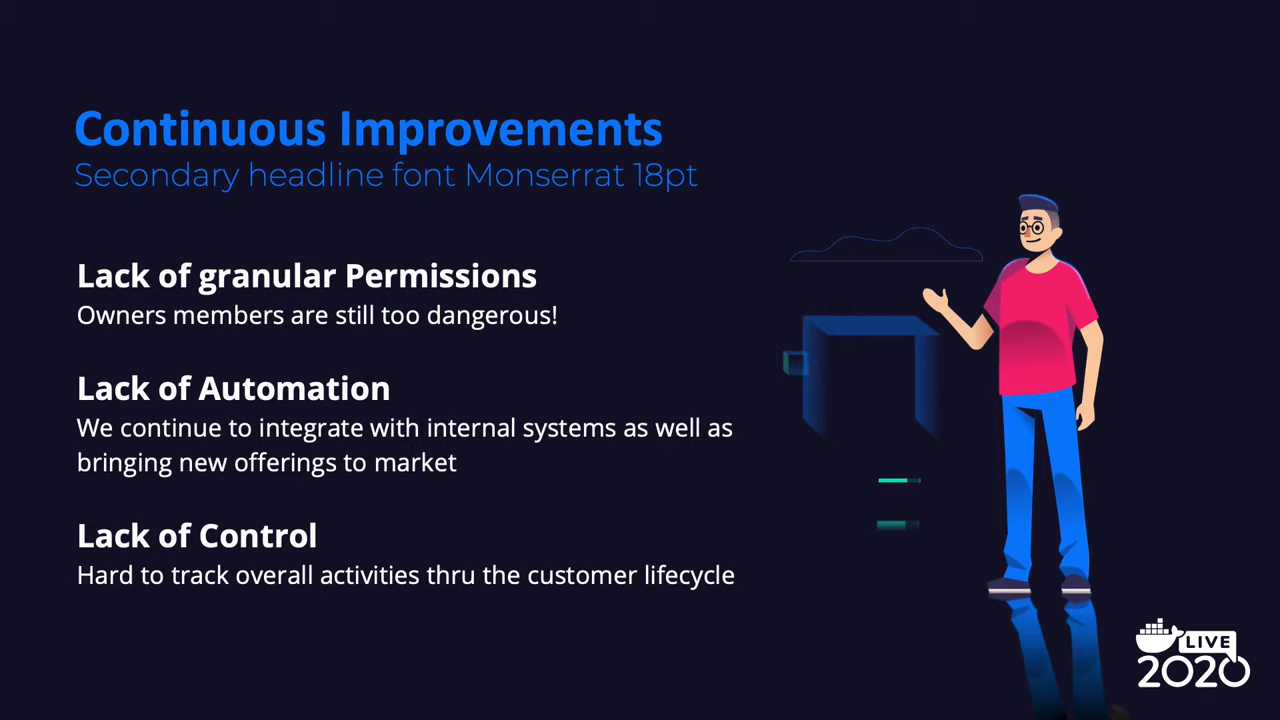 Continuous Improvements
Secondary headline font Monserrat 18pt
Lack of granular Permissions
Owners members are still too dangerous!
Lack of Automation
We continue to integrate with internal systems as well as
bringing new offerings to market
Lack of Control
Hard to track overall activities thru the customer lifecycle
LIVE
2020